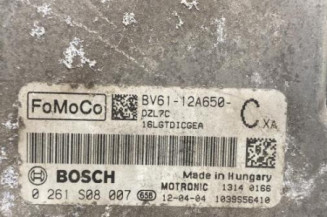 FoMoCo BV61-12A650- C XA
DZL7C
16LGTDICGEA
BOSCH Made in Hungary
MOTRONIC 1314 0166
0 261 S08 007 656 12-04-04 1039S56410